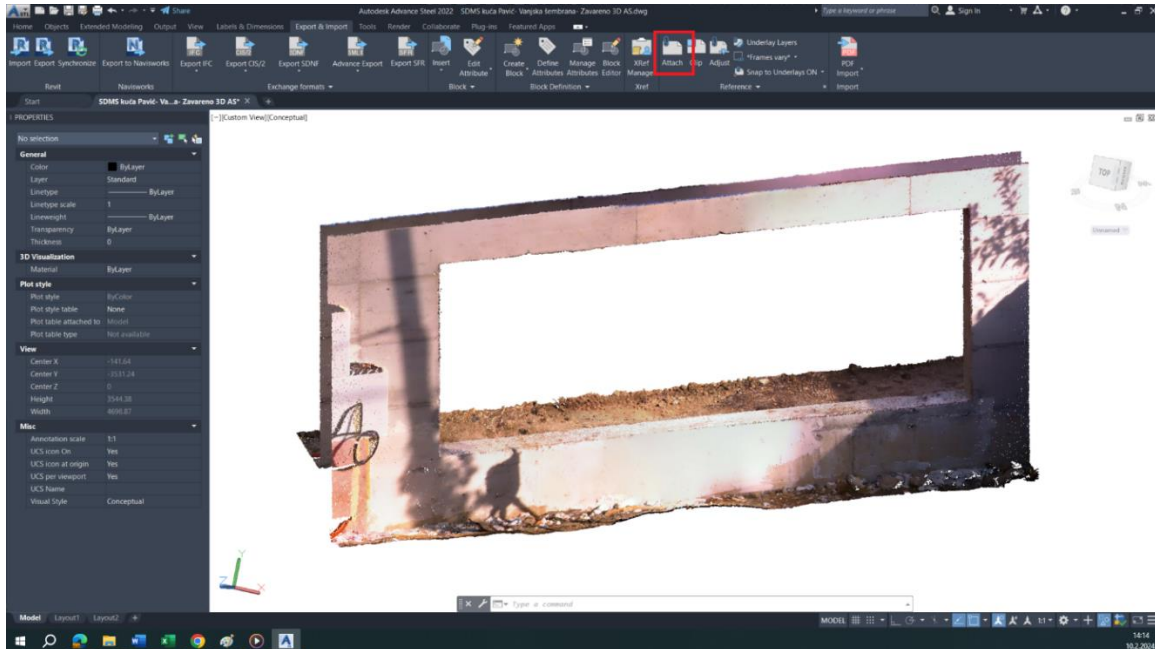 Share
Autodesk Advance Steel 2022 SDMS kuća Pavić- Vanjska šembrana- Zavareno 3D AS.dwg
Type a keyword or phrase
Sign In
Home Objects Extended Modeling Output View Labels & Dimensions Export & Import Tools Render Collaborate Plug-ins Featured Apps
Import Export Synchronize Export to Navisworks Export IFC Export CIS/2 Export SDNF Advance Export Export SFR Insert Edit Attribute Create Block Define Attributes Manage Attributes Block Editor XRef Manager Attach Clip Adjust
Underlay Layers
*Frames vary*
Snap to Underlays ON
PDF Import
Revit Navisworks Exchange formats Block Block Definition Xref Reference Import
Start SDMS kuća Pavić- Va...a- Zavareno 3D AS*
PROPERTIES
[−][Custom View][Conceptual]
No selection
General
Color ByLayer
Layer Standard
Linetype ByLayer
Linetype scale 1
Lineweight ByLayer
Transparency ByLayer
Thickness 0
3D Visualization
Material ByLayer
Plot style
Plot style ByColor
Plot style table None
Plot table attached to Model
Plot table type Not available
View
Center X -141.64
Center Y -3531.24
Center Z 0
Height 3544.38
Width 4698.87
Misc
Annotation scale 1:1
UCS icon On Yes
UCS icon at origin Yes
UCS per viewport Yes
UCS Name
Visual Style Conceptual
TOP
Unnamed
Y
Z X
Type a command
Model Layout1 Layout2
MODEL
1:1
14:14
10.2.2024